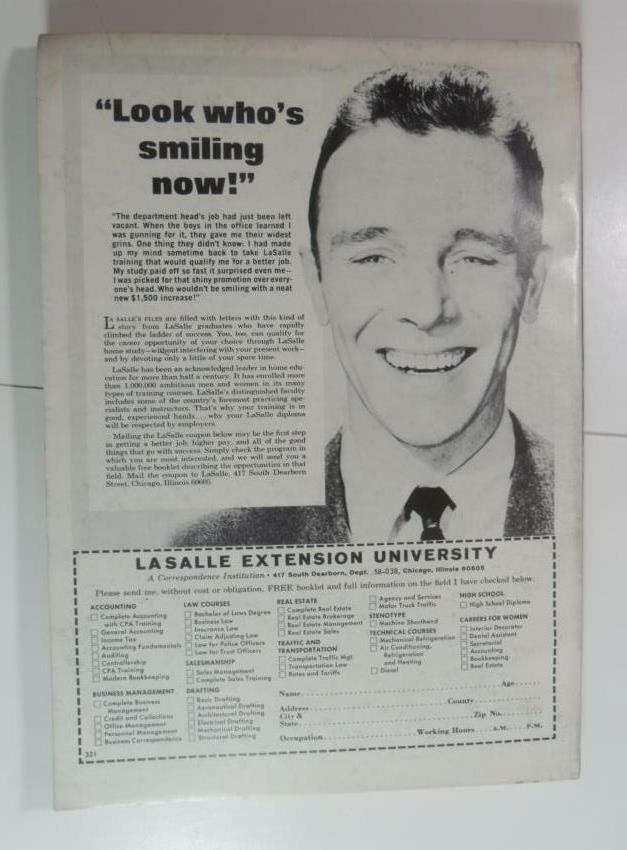 “Look who’s
smiling
now!”
“The department head’s job had just been left
vacant. When the boys in the office learned I
was gunning for it, they gave me their widest
grins. One thing they didn’t know: I had made
up my mind sometime back to take LaSalle
training that would qualify me for a better job.
My study paid off so fast it surprised even me—
I was picked for that shiny promotion over every-
one’s head. Who wouldn’t be smiling with a neat
new $1,500 increase!”
LA SALLE’S FILES are filled with letters with this kind of
story from LaSalle graduates who have rapidly
climbed the ladder of success. You, too, can qualify for
the career opportunity of your choice through LaSalle
home study—without interfering with your present work—
and by devoting only a little of your spare time.
LaSalle has been an acknowledged leader in home edu-
cation for more than half a century. It has enrolled more
than 1,000,000 ambitious men and women in its many
types of training courses. LaSalle’s distinguished faculty
includes some of the country’s foremost practicing spe-
cialists and instructors. That’s why your training is in
good, experienced hands . . . why your LaSalle diploma
will be respected by employers.
Mailing the LaSalle coupon below may be the first step
in getting a better job, higher pay, and all of the good
things that go with success. Simply check the program in
which you are most interested, and we will send you a
valuable free booklet describing the opportunities in that
field. Mail the coupon to LaSalle, 417 South Dearborn
Street, Chicago, Illinois 60605.
LASALLE EXTENSION UNIVERSITY
A Correspondence Institution • 417 South Dearborn, Dept. 58-038, Chicago, Illinois 60605
Please send me, without cost or obligation, FREE booklet and full information on the field I have checked below:
ACCOUNTING
Complete Accounting
with CPA Training
General Accounting
Income Tax
Accounting Fundamentals
Auditing
Controllership
CPA Training
Modern Bookkeeping
BUSINESS MANAGEMENT
Complete Business
Management
Credit and Collections
Office Management
Personnel Management
Business Correspondence
LAW COURSES
Bachelor of Laws Degree
Business Law
Insurance Law
Claim Adjusting Law
Law for Police Officers
Law for Trust Officers
SALESMANSHIP
Sales Management
Complete Sales Training
DRAFTING
Basic Drafting
Aeronautical Drafting
Architectural Drafting
Electrical Drafting
Mechanical Drafting
Structural Drafting
REAL ESTATE
Complete Real Estate
Real Estate Brokerage
Real Estate Management
Real Estate Sales
TRAFFIC AND
TRANSPORTATION
Complete Traffic Mgt.
Transportation Law
Rates and Tariffs
Agency and Services
Motor Truck Traffic
STENOTYPE
Machine Shorthand
TECHNICAL COURSES
Mechanical Refrigeration
Air Conditioning,
Refrigeration
and Heating
Diesel
HIGH SCHOOL
High School Diploma
CAREERS FOR WOMEN
Interior Decorator
Dental Assistant
Secretarial
Accounting
Bookkeeping
Real Estate
Name Age
Address County
City &
State Zip No.
Occupation Working Hours A.M. P.M.
321